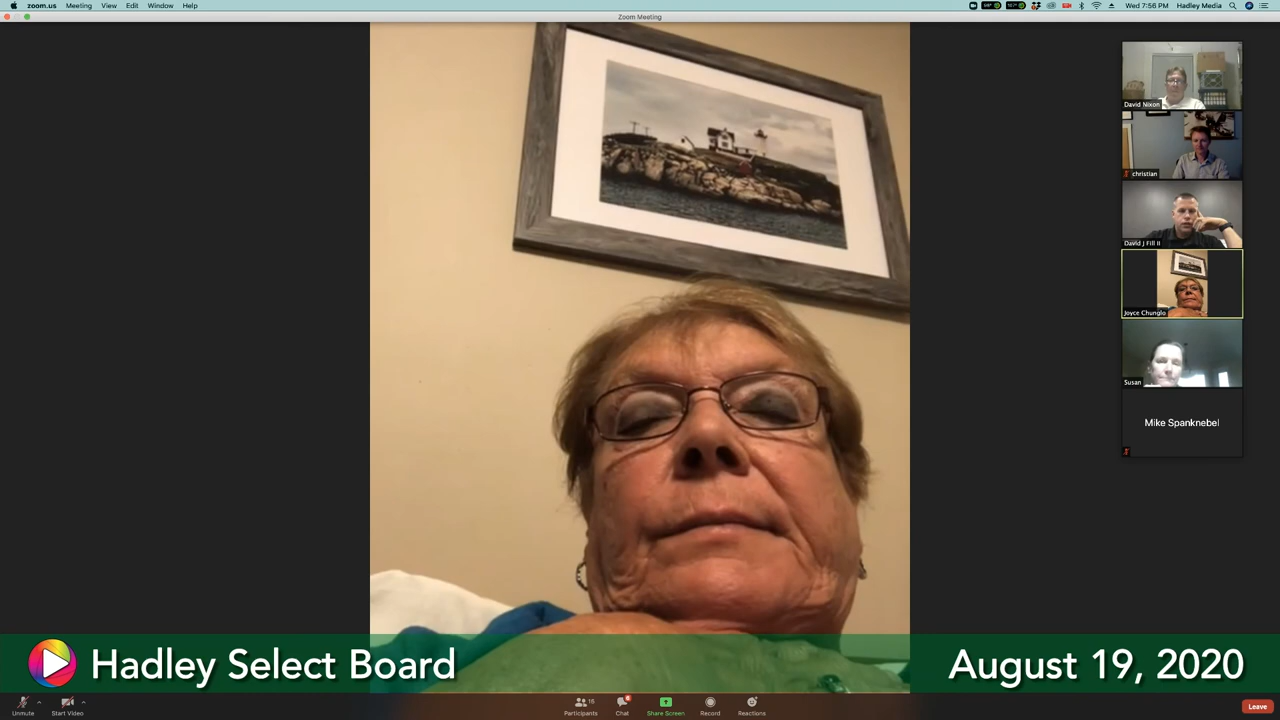 zoom.us Meeting View Edit Window Help
Wed 7:56 PM Hadley Media
Zoom Meeting
David Nixon
christian
David J Fill II
Joyce Chunglo
Susan
Mike Spanknebel
Hadley Select Board
August 19, 2020
Unmute
Start Video
15
Participants
Chat
Share Screen
Record
Reactions
Leave